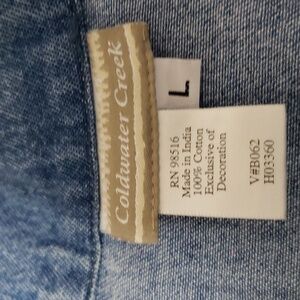 Coldwater Creek
L
RN 98516
Made in India
100% Cotton
Exclusive of
Decoration
V#B062
H03360